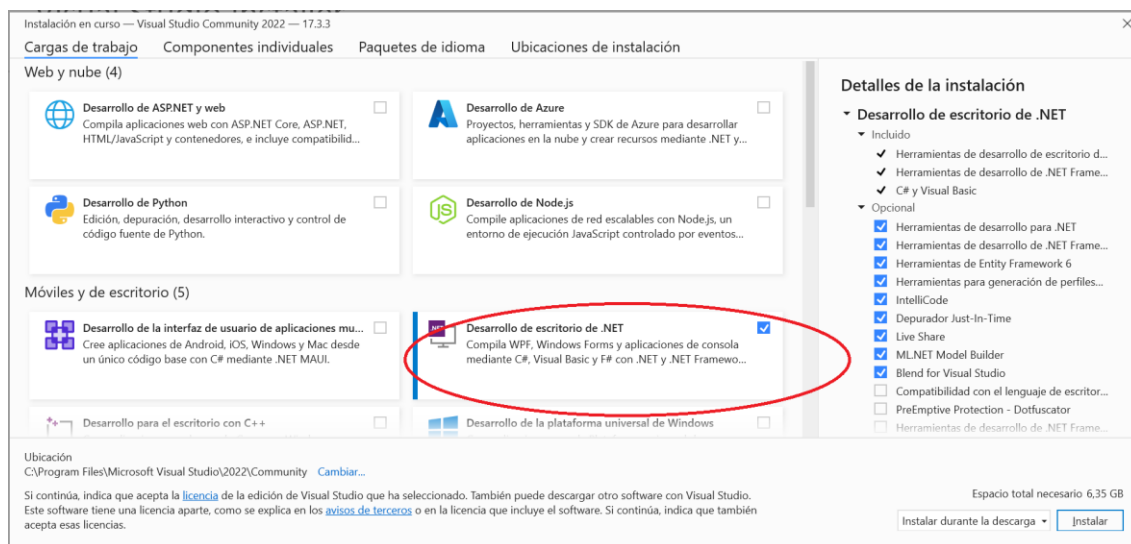 Instalación en curso — Visual Studio Community 2022 — 17.3.3
Cargas de trabajo Componentes individuales Paquetes de idioma Ubicaciones de instalación
Web y nube (4)
Desarrollo de ASP.NET y web
Compila aplicaciones web con ASP.NET Core, ASP.NET,
HTML/JavaScript y contenedores, e incluye compatibilid...
Desarrollo de Azure
Proyectos, herramientas y SDK de Azure para desarrollar
aplicaciones en la nube y crear recursos mediante .NET y...
Desarrollo de Python
Edición, depuración, desarrollo interactivo y control de
código fuente de Python.
JS
Desarrollo de Node.js
Compile aplicaciones de red escalables con Node.js, un
entorno de ejecución JavaScript controlado por eventos...
Móviles y de escritorio (5)
Desarrollo de la interfaz de usuario de aplicaciones mu...
Cree aplicaciones de Android, iOS, Windows y Mac desde
un único código base con C# mediante .NET MAUI.
.NET
Desarrollo de escritorio de .NET
Compila WPF, Windows Forms y aplicaciones de consola
mediante C#, Visual Basic y F# con .NET y .NET Framewo...
Desarrollo para el escritorio con C++
Desarrollo de la plataforma universal de Windows
Detalles de la instalación
Desarrollo de escritorio de .NET
Incluido
Herramientas de desarrollo de escritorio d...
Herramientas de desarrollo de .NET Frame...
C# y Visual Basic
Opcional
Herramientas de desarrollo para .NET
Herramientas de desarrollo de .NET Frame...
Herramientas de Entity Framework 6
Herramientas para generación de perfiles...
IntelliCode
Depurador Just-In-Time
Live Share
ML.NET Model Builder
Blend for Visual Studio
Compatibilidad con el lenguaje de escritor...
PreEmptive Protection - Dotfuscator
Herramientas de desarrollo de .NET Frame...
Ubicación
C:\Program Files\Microsoft Visual Studio\2022\Community Cambiar...
Si continúa, indica que acepta la licencia de la edición de Visual Studio que ha seleccionado. También puede descargar otro software con Visual Studio.
Este software tiene una licencia aparte, como se explica en los avisos de terceros o en la licencia que incluye el software. Si continúa, indica que también
acepta esas licencias.
Espacio total necesario 6,35 GB
Instalar durante la descarga Instalar